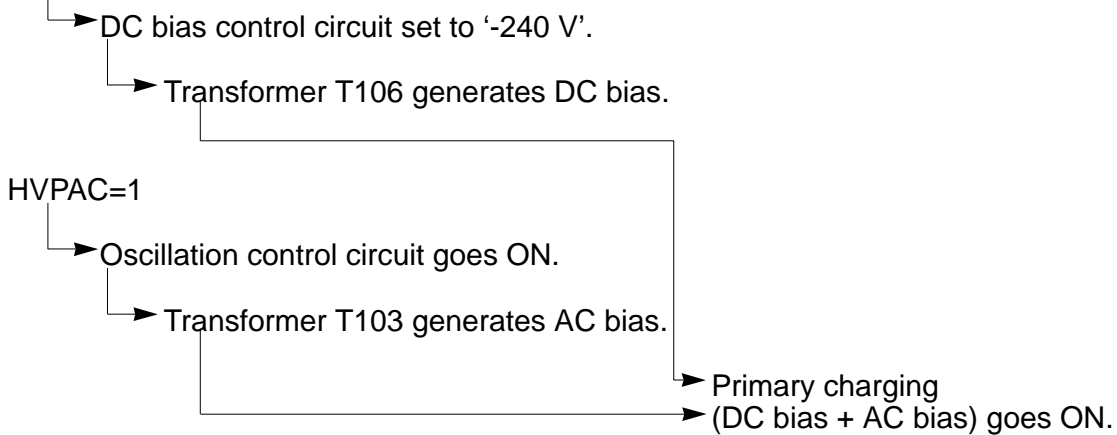 DC bias control circuit set to ‘-240 V’.
Transformer T106 generates DC bias.
HVPAC=1
Oscillation control circuit goes ON.
Transformer T103 generates AC bias.
Primary charging
(DC bias + AC bias) goes ON.